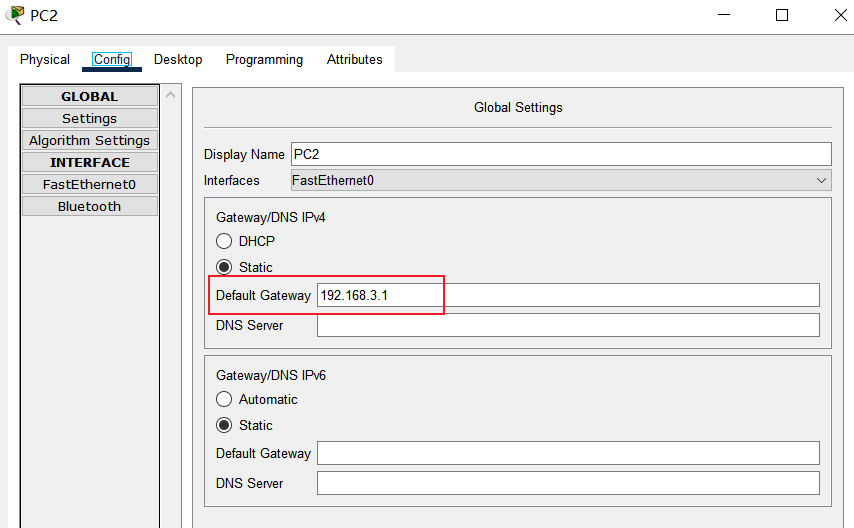 PC2
Physical Config Desktop Programming Attributes
GLOBAL
Settings
Algorithm Settings
INTERFACE
FastEthernet0
Bluetooth
Global Settings
Display Name PC2
Interfaces FastEthernet0
Gateway/DNS IPv4
DHCP
Static
Default Gateway 192.168.3.1
DNS Server
Gateway/DNS IPv6
Automatic
Static
Default Gateway
DNS Server